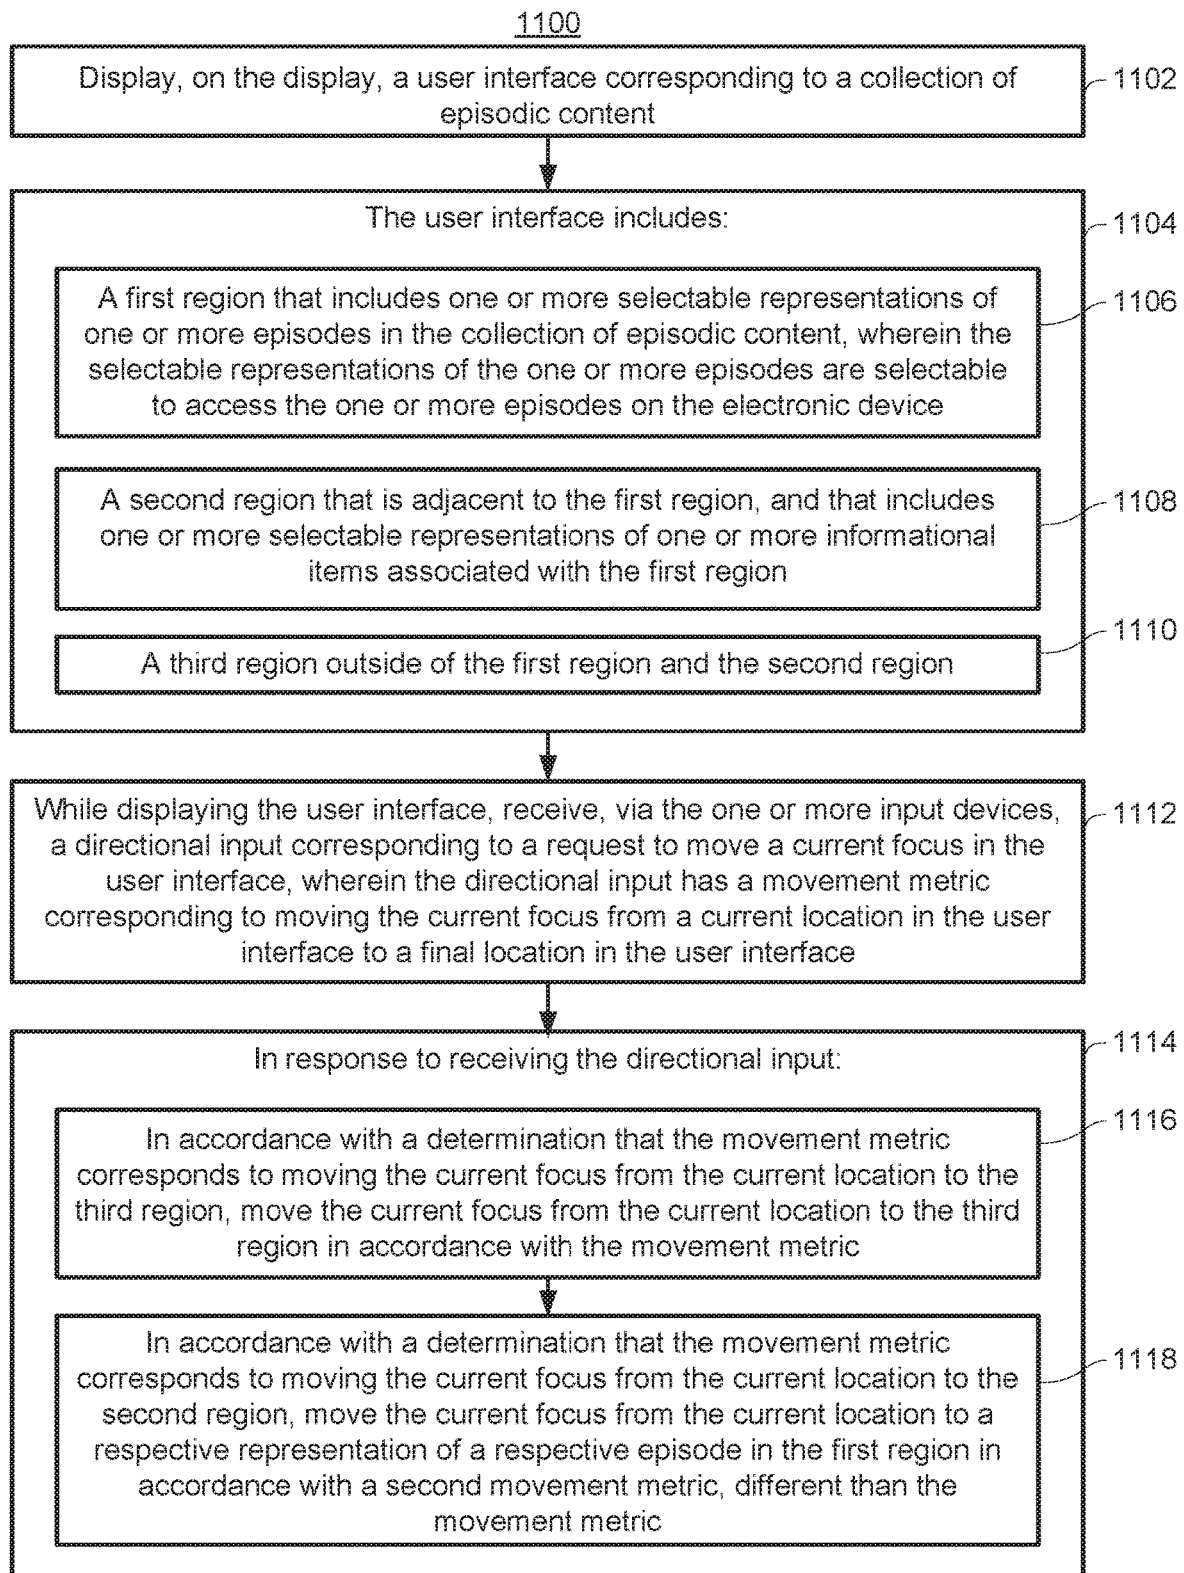 1100
Display, on the display, a user interface corresponding to a collection of
episodic content
1102
The user interface includes:
1104
A first region that includes one or more selectable representations of
one or more episodes in the collection of episodic content, wherein the
selectable representations of the one or more episodes are selectable
to access the one or more episodes on the electronic device
1106
A second region that is adjacent to the first region, and that includes
one or more selectable representations of one or more informational
items associated with the first region
1108
A third region outside of the first region and the second region
1110
While displaying the user interface, receive, via the one or more input devices,
a directional input corresponding to a request to move a current focus in the
user interface, wherein the directional input has a movement metric
corresponding to moving the current focus from a current location in the user
interface to a final location in the user interface
1112
In response to receiving the directional input:
1114
In accordance with a determination that the movement metric
corresponds to moving the current focus from the current location to the
third region, move the current focus from the current location to the third
region in accordance with the movement metric
1116
In accordance with a determination that the movement metric
corresponds to moving the current focus from the current location to the
second region, move the current focus from the current location to a
respective representation of a respective episode in the first region in
accordance with a second movement metric, different than the
movement metric
1118